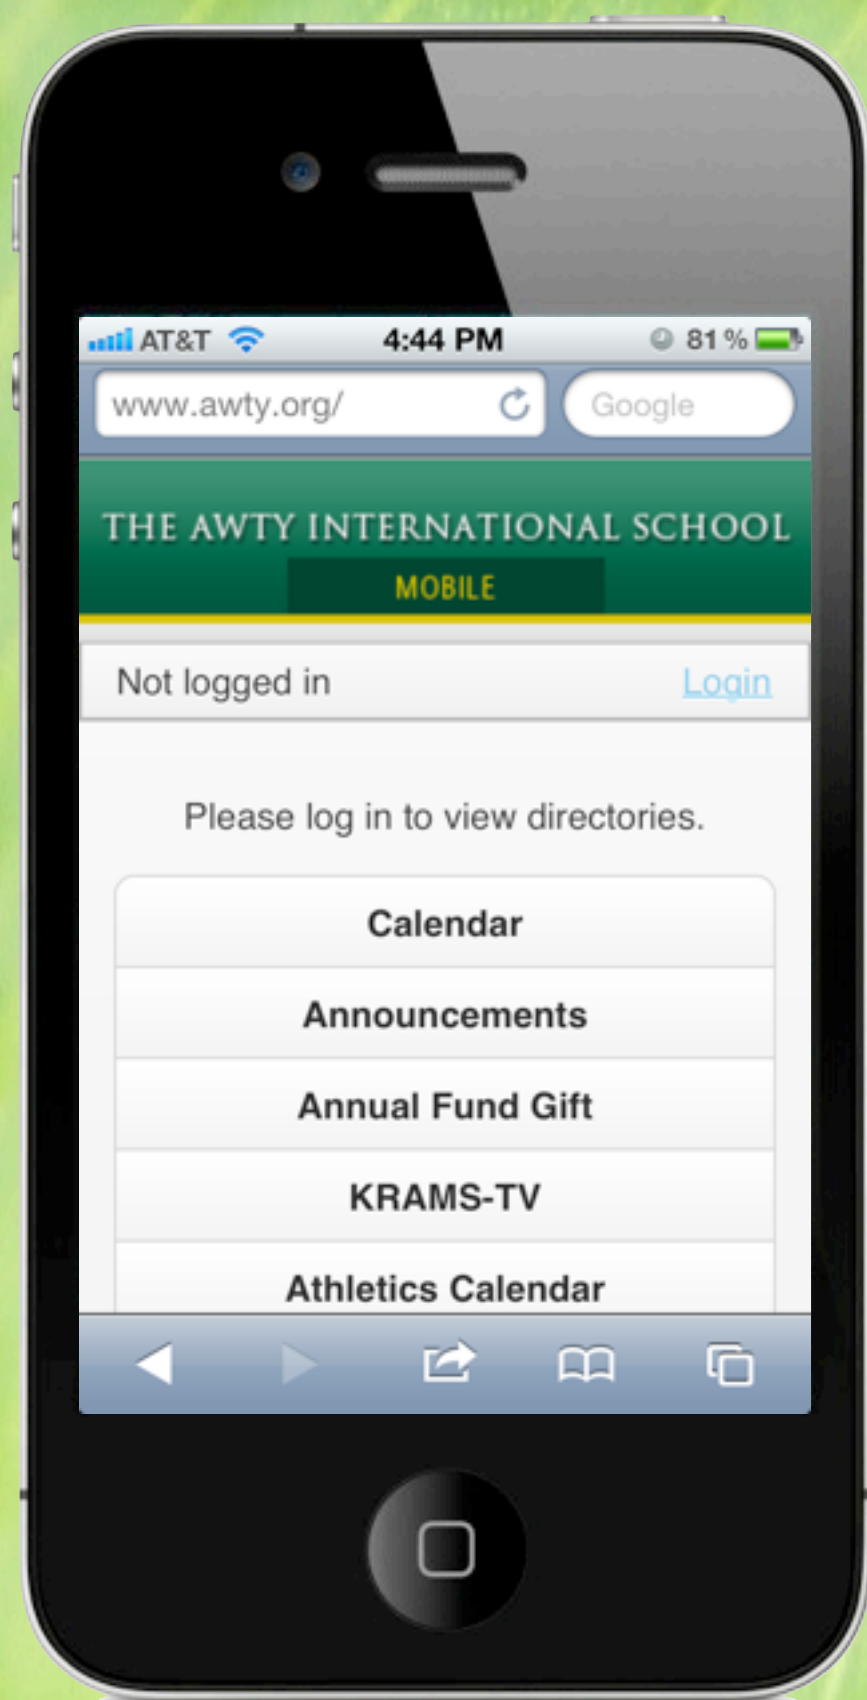 AT&T 4:44 PM 81%
www.awty.org/ Google
THE AWTY INTERNATIONAL SCHOOL
MOBILE
Not logged in Login
Please log in to view directories.
Calendar
Announcements
Annual Fund Gift
KRAMS-TV
Athletics Calendar